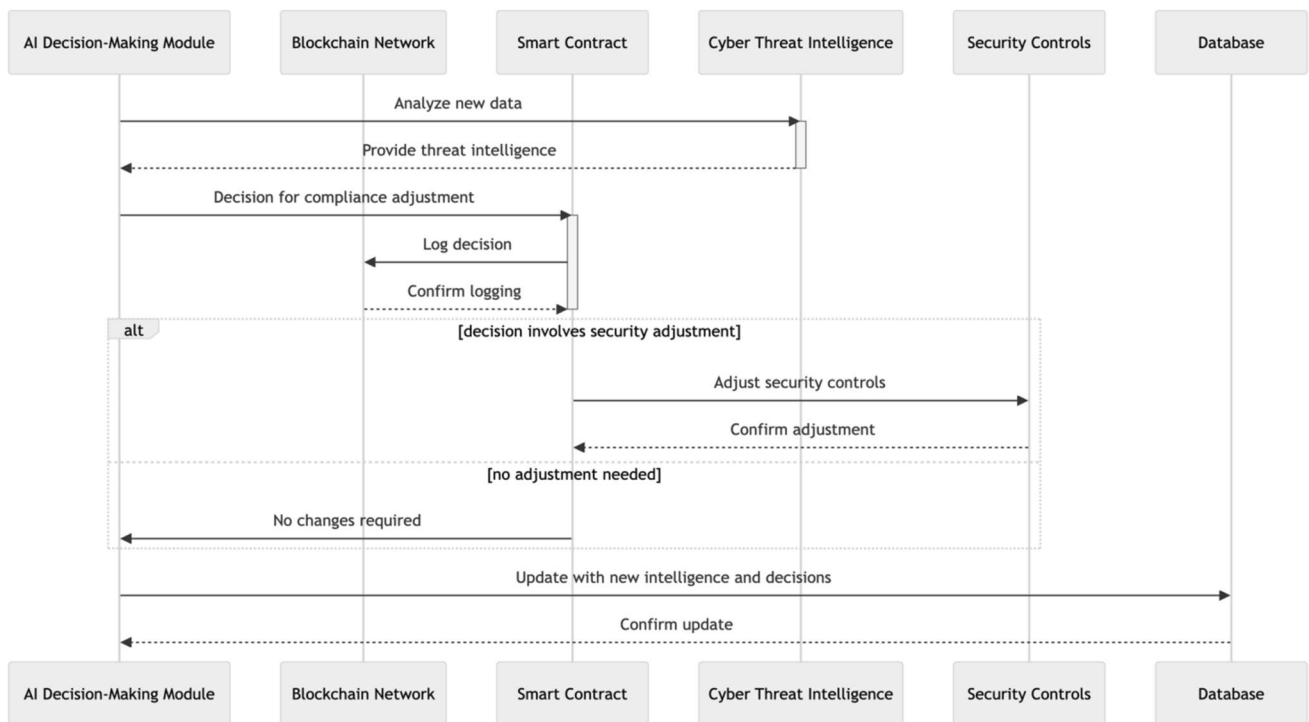 AI Decision-Making Module
Blockchain Network
Smart Contract
Cyber Threat Intelligence
Security Controls
Database
Analyze new data
Provide threat intelligence
Decision for compliance adjustment
Log decision
Confirm logging
alt
[decision involves security adjustment]
Adjust security controls
Confirm adjustment
[no adjustment needed]
No changes required
Update with new intelligence and decisions
Confirm update
AI Decision-Making Module
Blockchain Network
Smart Contract
Cyber Threat Intelligence
Security Controls
Database